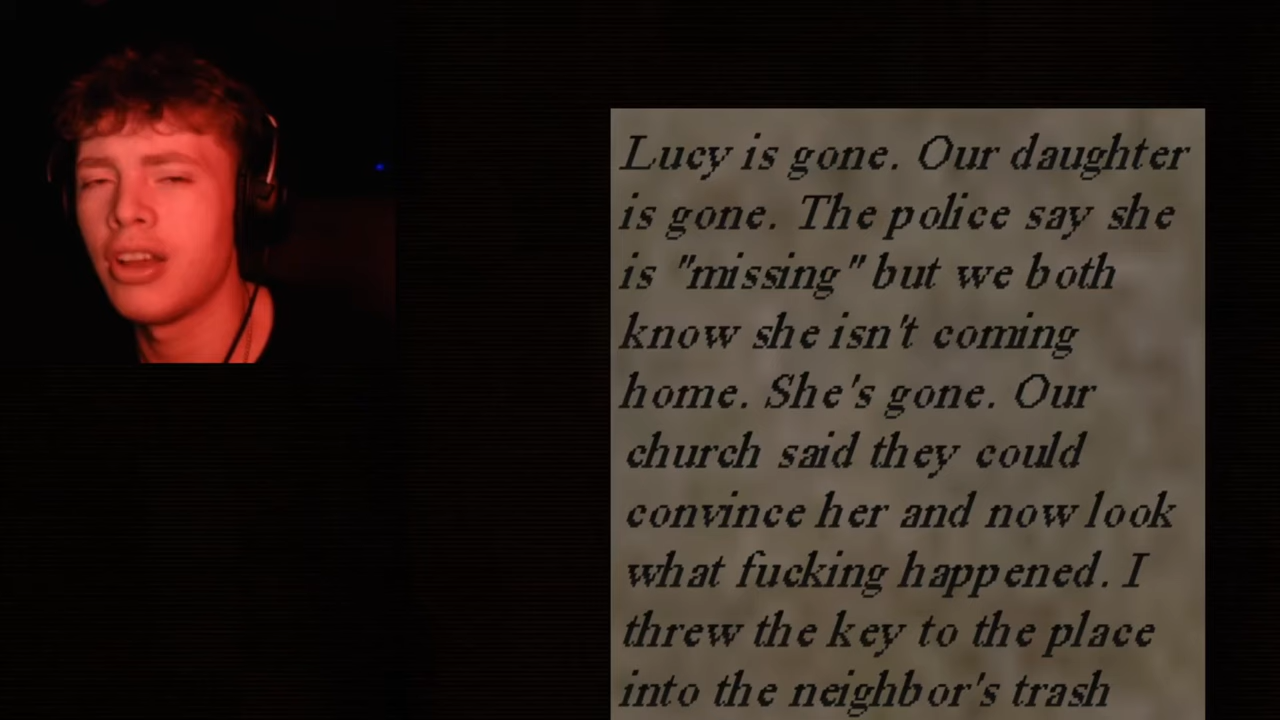 Lucy is gone. Our daughter
is gone. The police say she
is "missing" but we both
know she isn't coming
home. She's gone. Our
church said they could
convince her and now look
what fucking happened. I
threw the key to the place
into the neighbor's trash